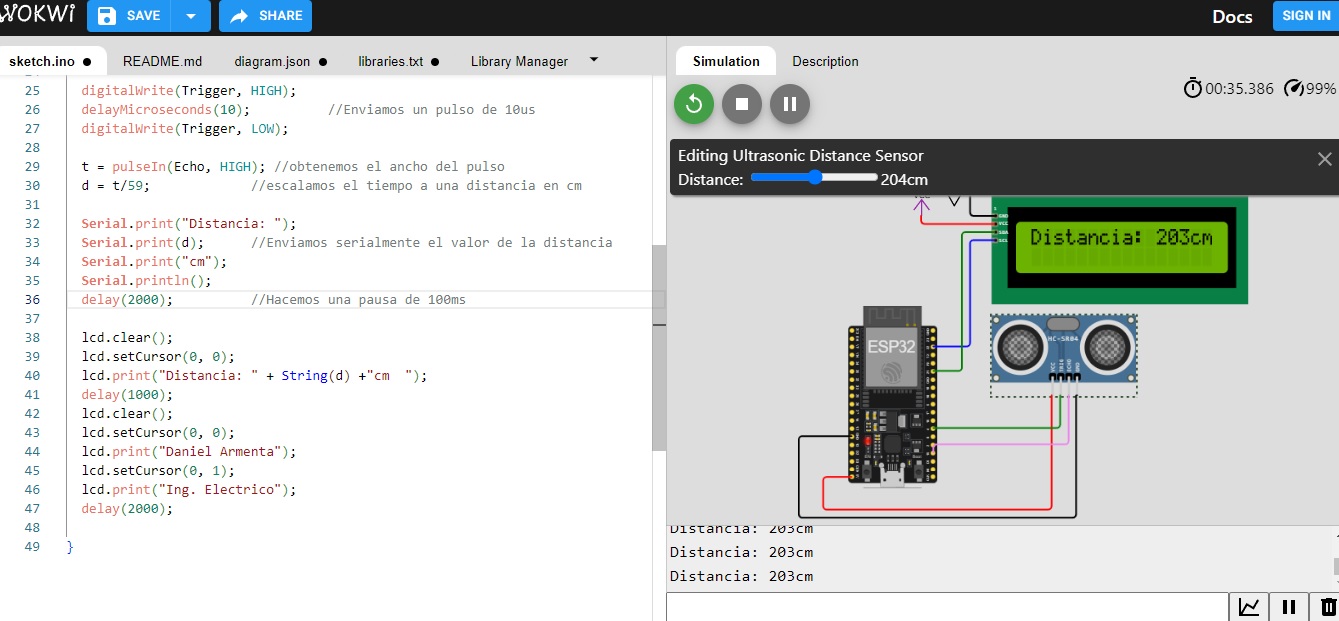 WOKWi SAVE SHARE Docs SIGN IN
sketch.ino README.md diagram.json libraries.txt Library Manager
25 digitalWrite(Trigger, HIGH);
26 delayMicroseconds(10); //Enviamos un pulso de 10us
27 digitalWrite(Trigger, LOW);
28
29 t = pulseIn(Echo, HIGH); //obtenemos el ancho del pulso
30 d = t/59; //escalamos el tiempo a una distancia en cm
31
32 Serial.print("Distancia: ");
33 Serial.print(d); //Enviamos serialmente el valor de la distancia
34 Serial.print("cm");
35 Serial.println();
36 delay(2000); //Hacemos una pausa de 100ms
37
38 lcd.clear();
39 lcd.setCursor(0, 0);
40 lcd.print("Distancia: " + String(d) +"cm  ");
41 delay(1000);
42 lcd.clear();
43 lcd.setCursor(0, 0);
44 lcd.print("Daniel Armenta");
45 lcd.setCursor(0, 1);
46 lcd.print("Ing. Electrico");
47 delay(2000);
48
49 }
Simulation Description
00:35.386 99%
Editing Ultrasonic Distance Sensor
Distance: 204cm
GND
VCC
SDA
SCL
Distancia: 203cm
ESP32
HC-SR04
VCC TRIG ECHO GND
Distancia: 203cm
Distancia: 203cm
Distancia: 203cm